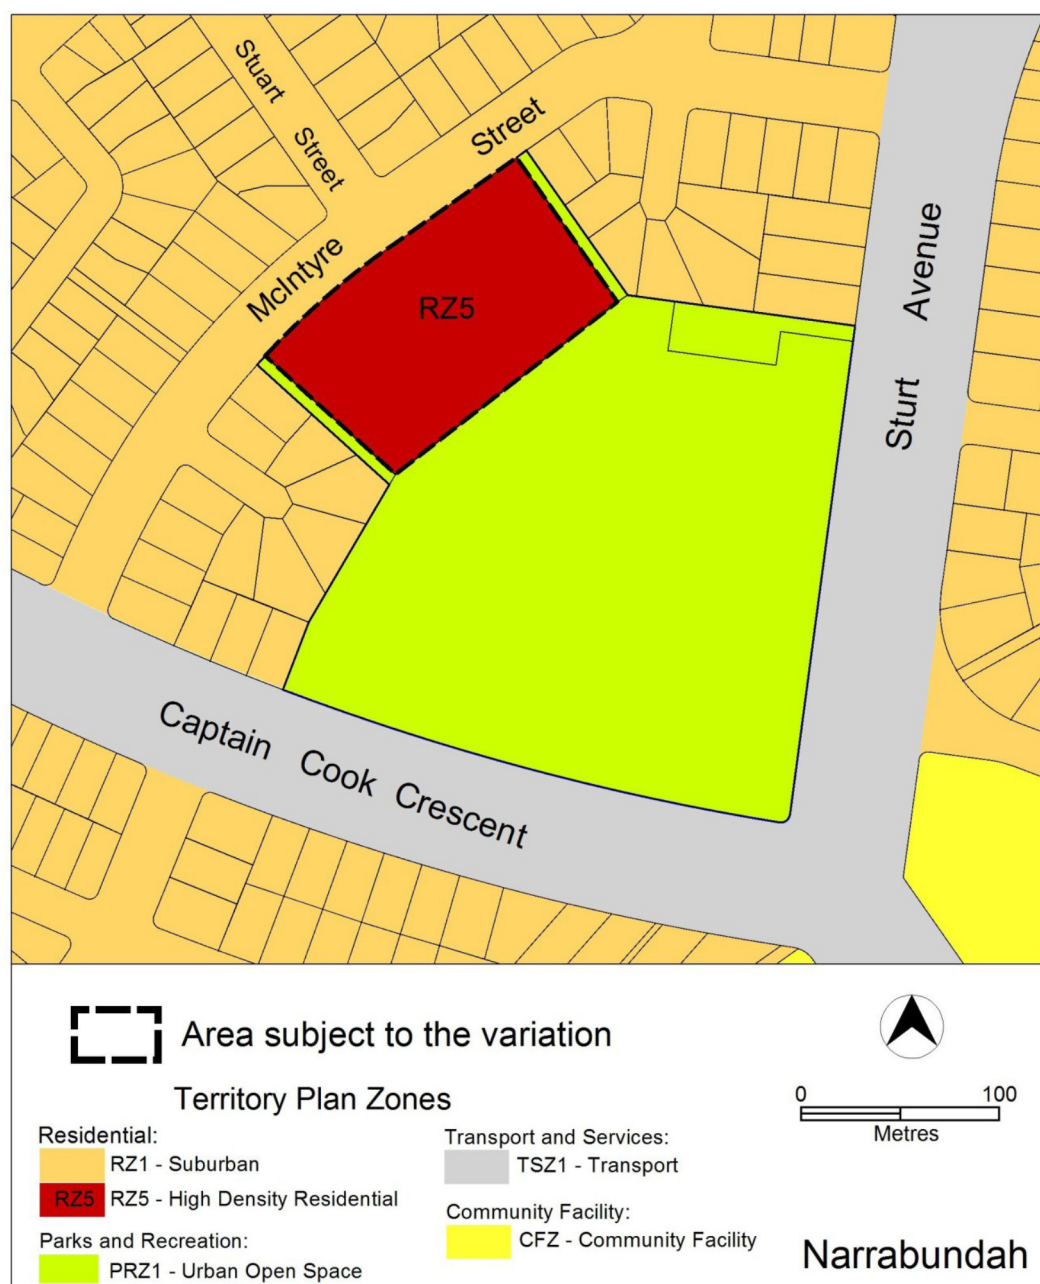 Stuart
Street
Street
McIntyre
RZ5
Avenue
Sturt
Captain Cook Crescent
Area subject to the variation
Territory Plan Zones
0 100
Metres
Residential:
RZ1 - Suburban
RZ5 RZ5 - High Density Residential
Parks and Recreation:
PRZ1 - Urban Open Space
Transport and Services:
TSZ1 - Transport
Community Facility:
CFZ - Community Facility
Narrabundah